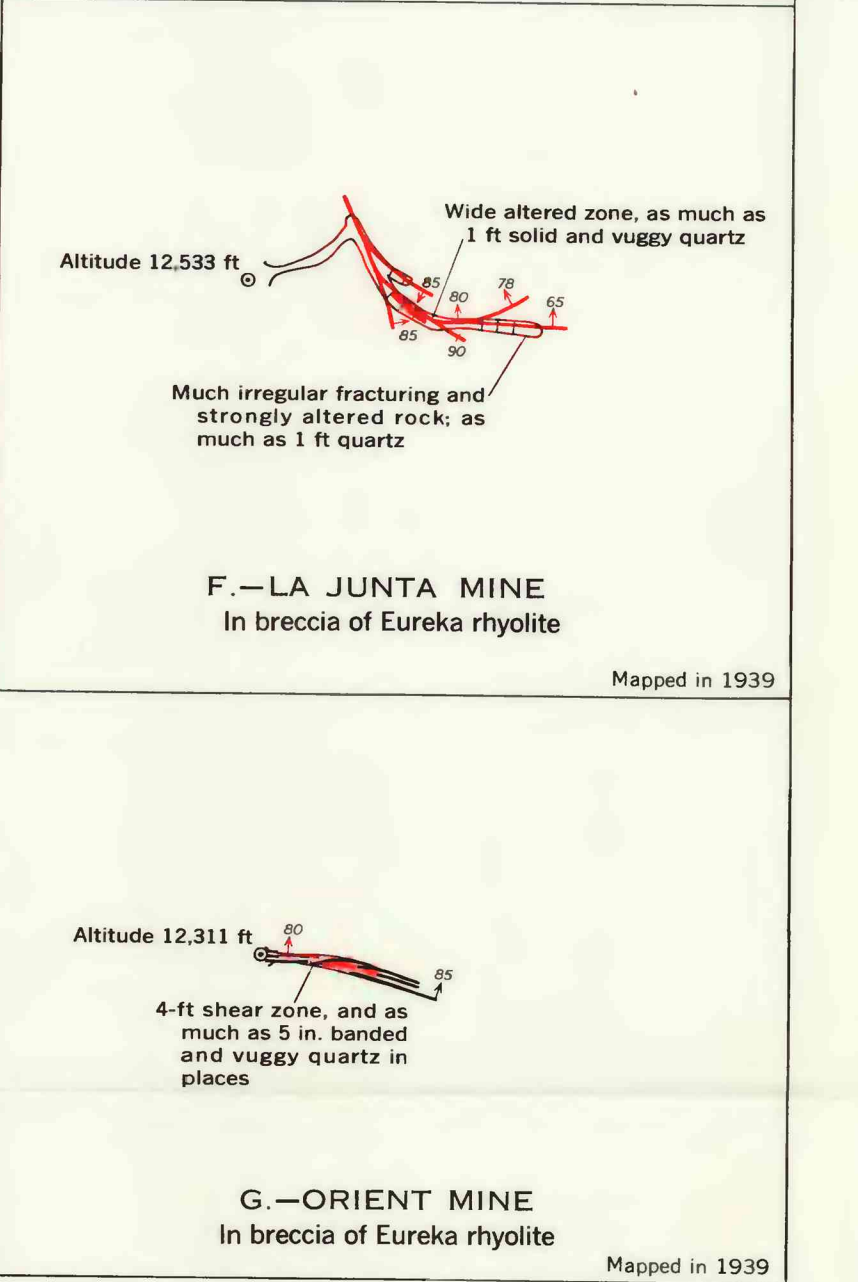 Wide altered zone, as much as
1 ft solid and vuggy quartz
Altitude 12,533 ft
85
80
78
65
85
90
Much irregular fracturing and
strongly altered rock; as
much as 1 ft quartz
F.—LA JUNTA MINE
In breccia of Eureka rhyolite
Mapped in 1939
Altitude 12,311 ft
80
85
4-ft shear zone, and as
much as 5 in. banded
and vuggy quartz in
places
G.—ORIENT MINE
In breccia of Eureka rhyolite
Mapped in 1939